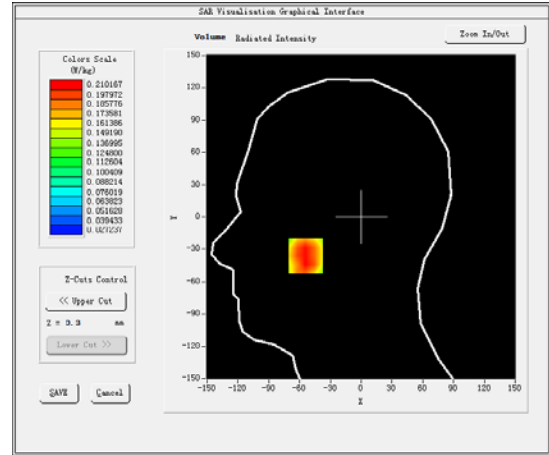 SAR Visualisation Graphical Interface
Volume Radiated Intensity
Zoom In/Out
Colors Scale
(W/kg)
0.210167
0.197972
0.185776
0.173581
0.161386
0.149190
0.136995
0.124800
0.112604
0.100409
0.088214
0.076019
0.063823
0.051628
0.039433
0.027237
Z-Cuts Control
<< Upper Cut
Z = 0.0 mm
Lower Cut >>
SAVE
Cancel
150
120
90
60
30
0
-30
-60
-90
-120
-150
Y
-150 -120 -90 -60 -30 0 30 60 90 120 150
X